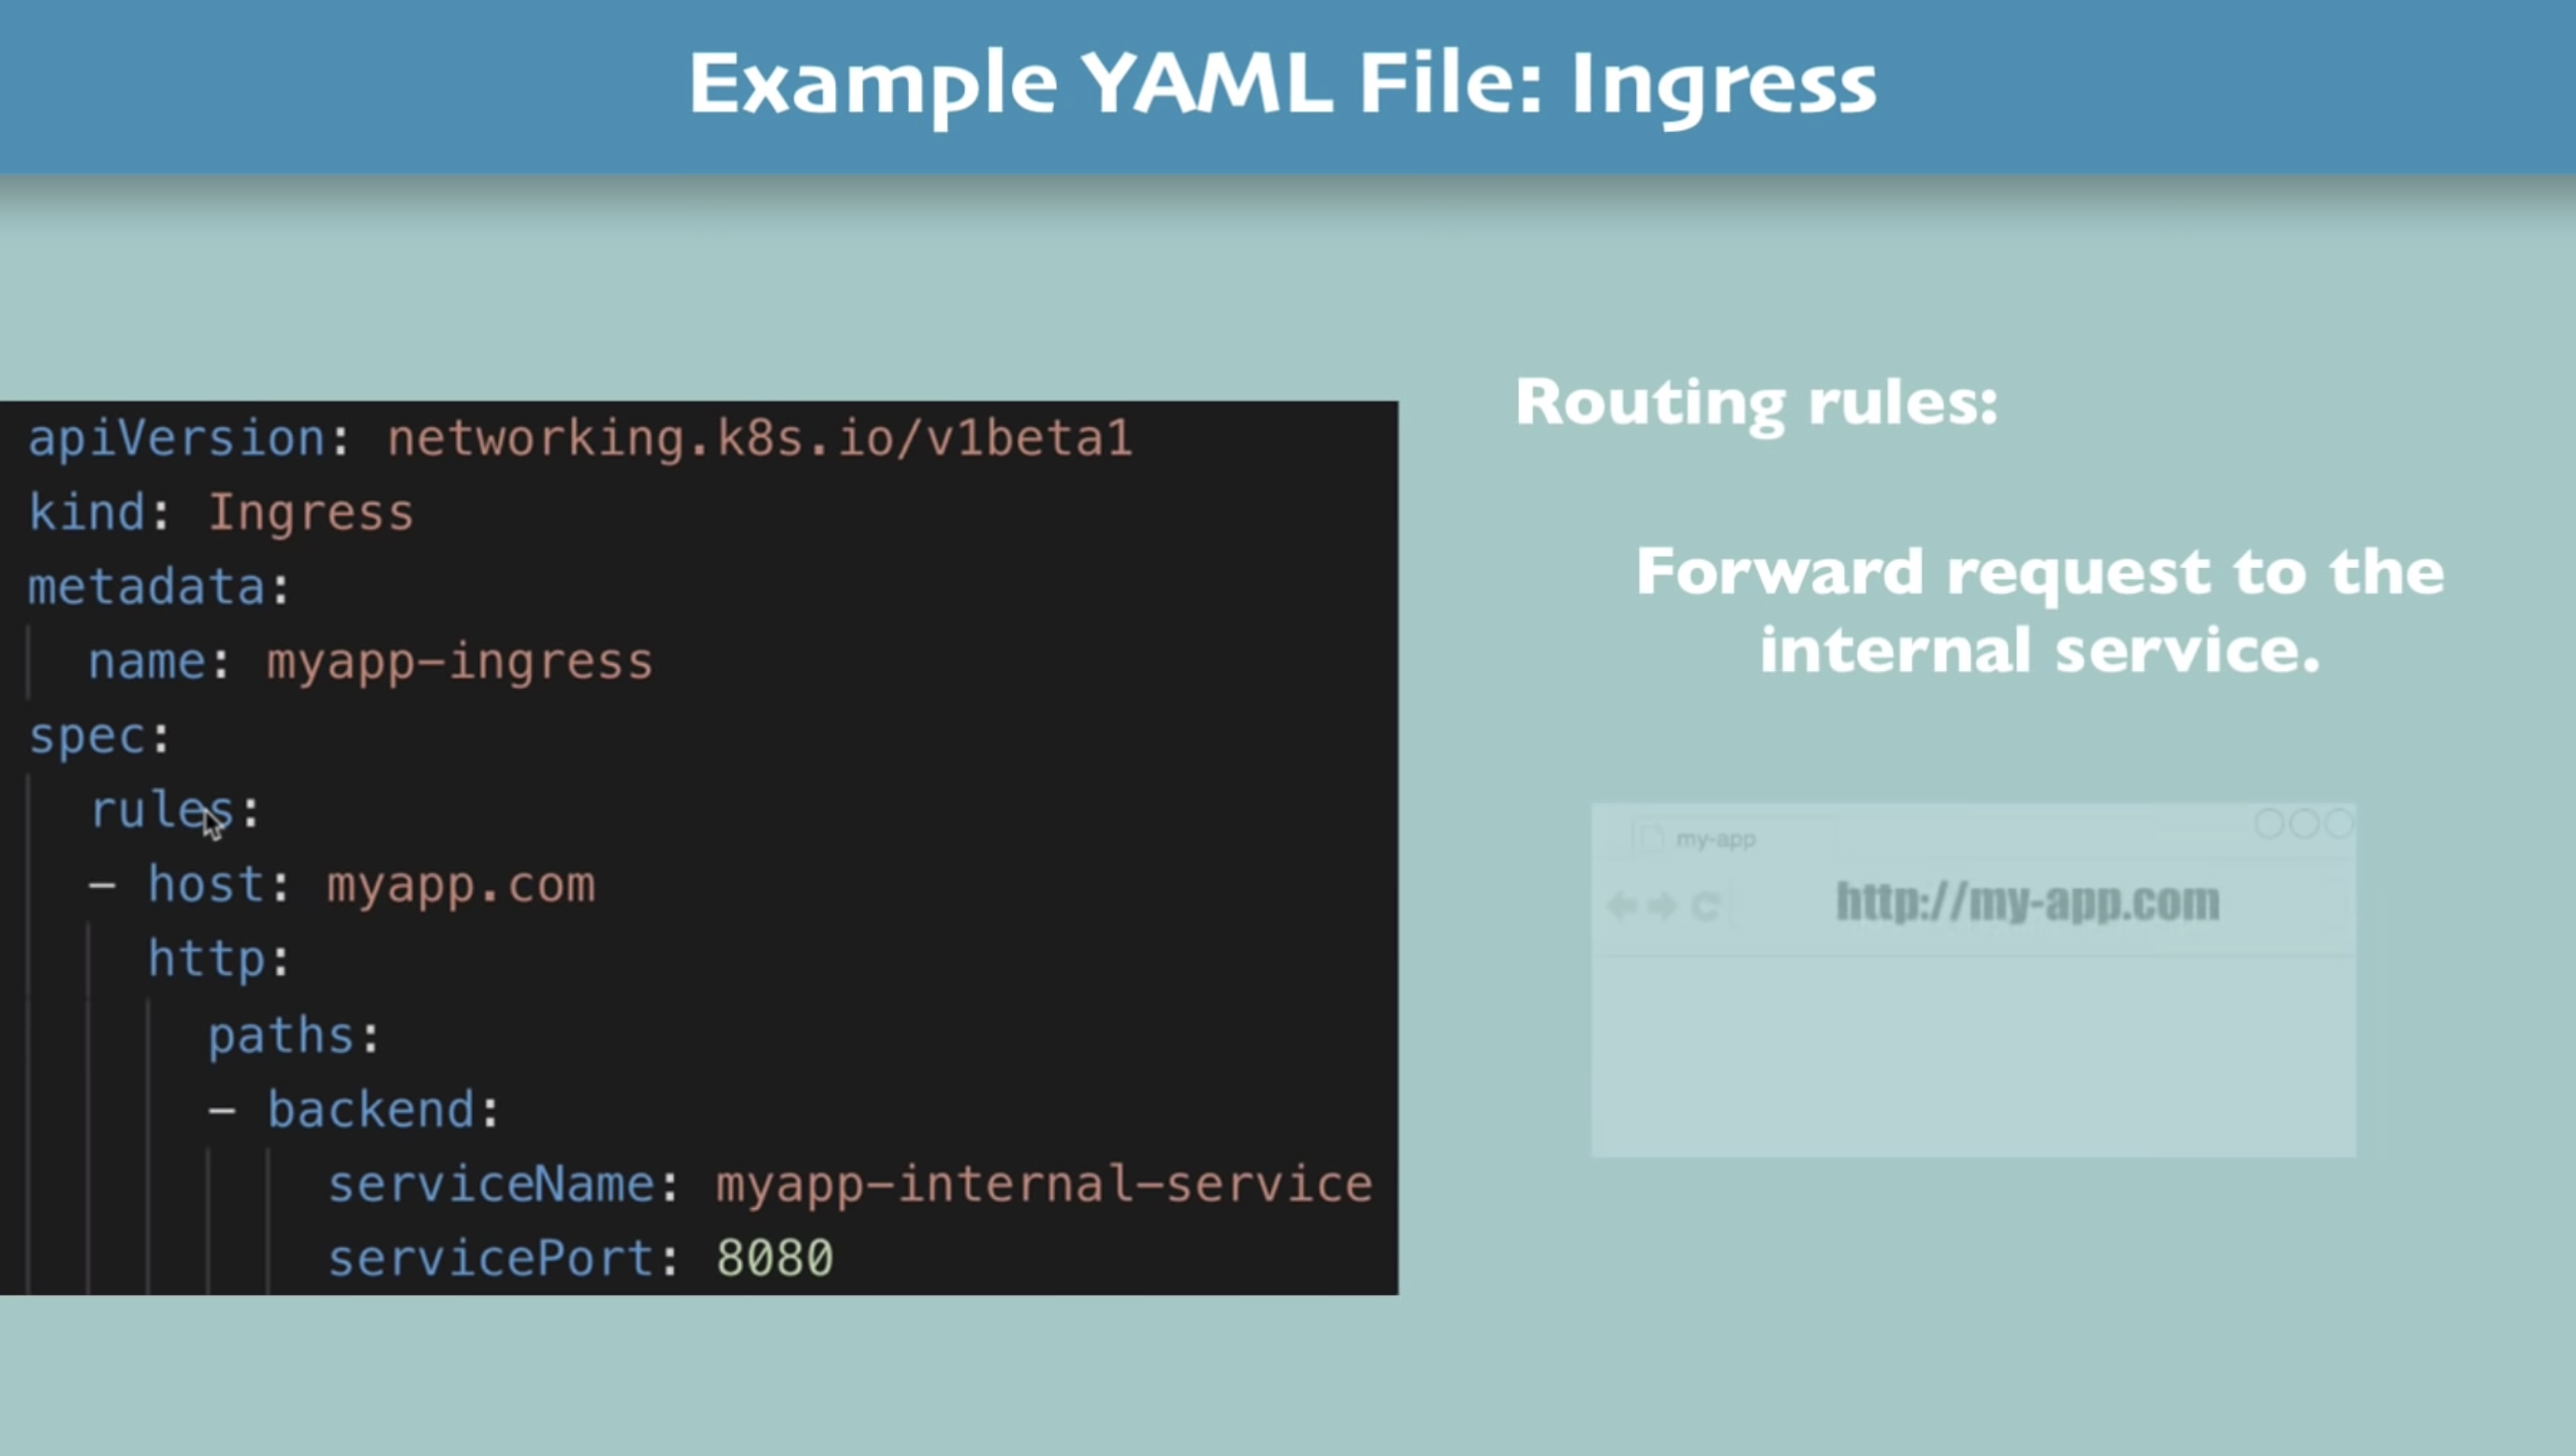 Example YAML File: Ingress
apiVersion: networking.k8s.io/v1beta1
kind: Ingress
metadata:
  name: myapp-ingress
spec:
  rules:
  - host: myapp.com
    http:
      paths:
      - backend:
          serviceName: myapp-internal-service
          servicePort: 8080
Routing rules:
Forward request to the
internal service.
my-app
http://my-app.com